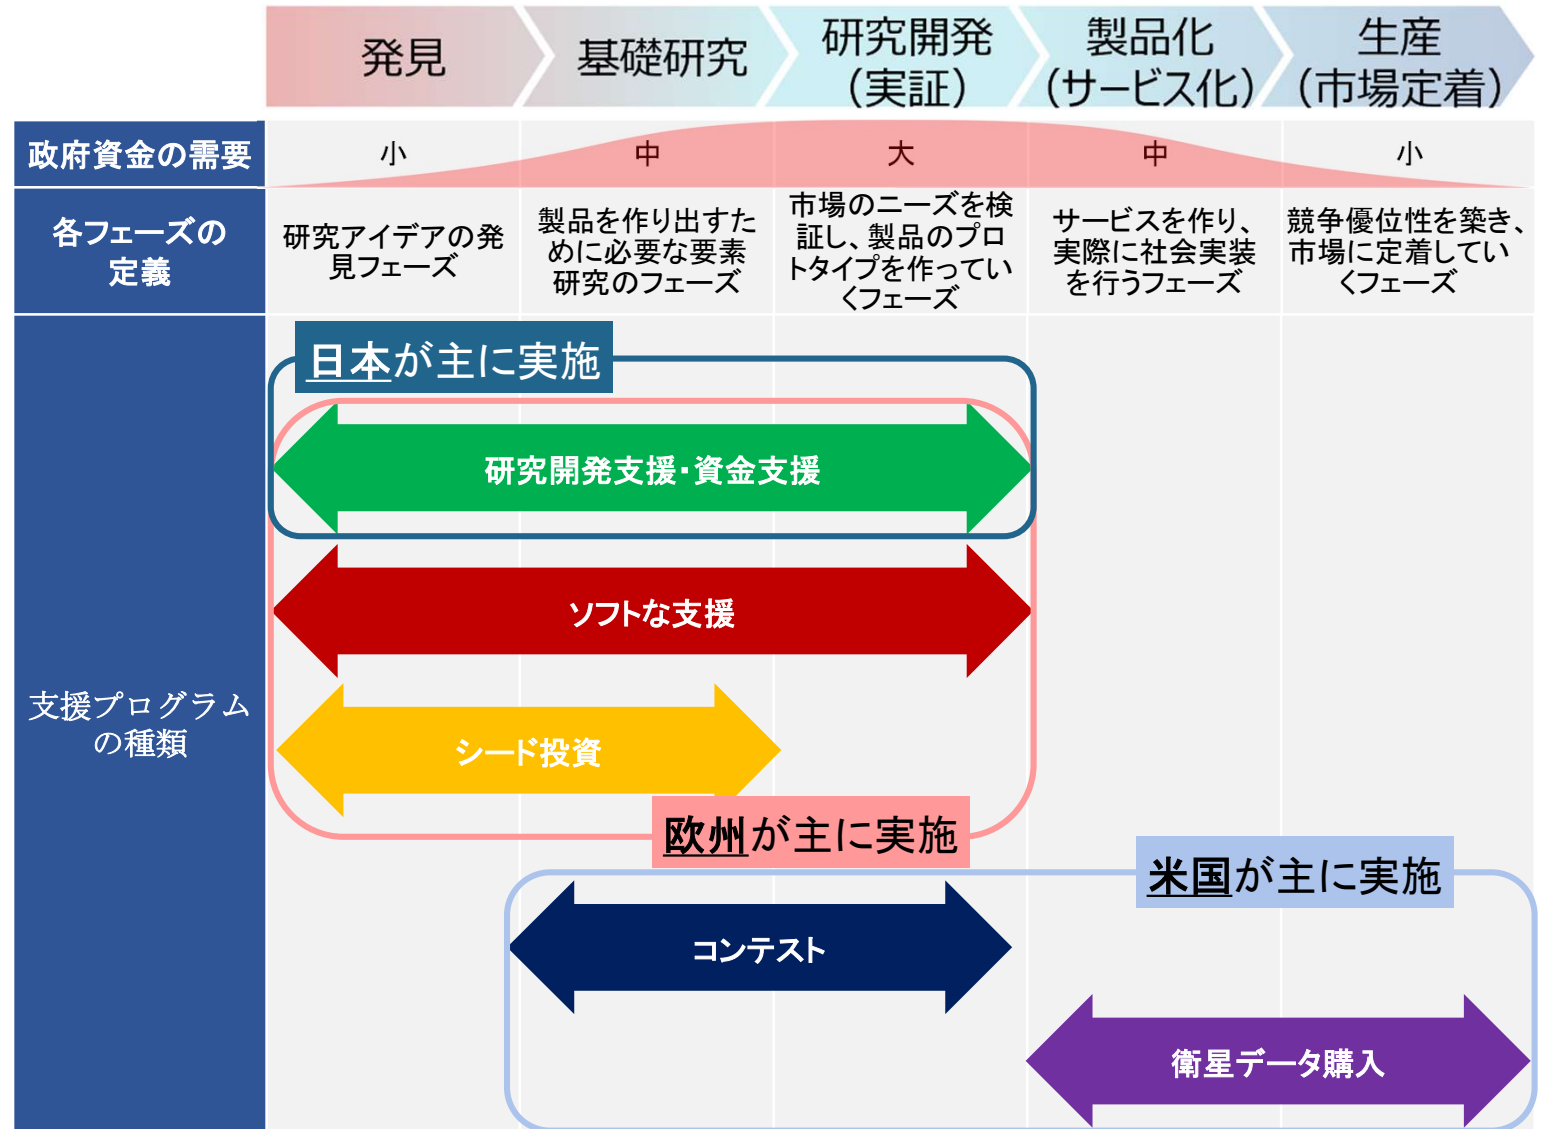 発見
基礎研究
研究開発
（実証）
製品化
（サービス化）
生産
（市場定着）
政府資金の需要
小
中
大
中
小
各フェーズの
定義
研究アイデアの発
見フェーズ
製品を作り出すた
めに必要な要素
研究のフェーズ
市場のニーズを検
証し、製品のプロ
トタイプを作ってい
くフェーズ
サービスを作り、
実際に社会実装
を行うフェーズ
競争優位性を築き、
市場に定着してい
くフェーズ
支援プログラム
の種類
日本が主に実施
研究開発支援・資金支援
ソフトな支援
シード投資
欧州が主に実施
米国が主に実施
コンテスト
衛星データ購入